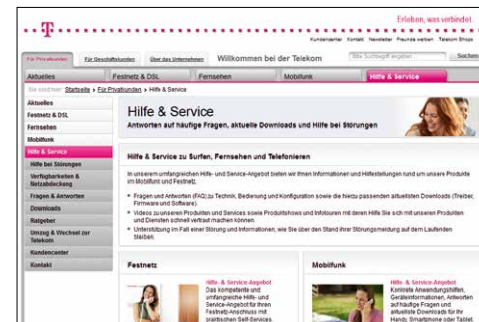 Erleben, was verbindet.
T
Kundencenter Kontakt Newsletter Freunde werben Telekom Shops
Für Privatkunden Für Geschäftskunden Über das Unternehmen Willkommen bei der Telekom Bitte Suchbegriff eingeben Suchen
Aktuelles Festnetz & DSL Fernsehen Mobilfunk Hilfe & Service
Sie sind hier: Startseite > Für Privatkunden > Hilfe & Service
Aktuelles
Festnetz & DSL
Fernsehen
Mobilfunk
Hilfe & Service
Hilfe bei Störungen
Verfügbarkeiten &
Netzabdeckung
Fragen & Antworten
Downloads
Ratgeber
Umzug & Wechsel zur
Telekom
Kundencenter
Kontakt
Hilfe & Service
Antworten auf häufige Fragen, aktuelle Downloads und Hilfe bei Störungen
Hilfe & Service zu Surfen, Fernsehen und Telefonieren
In unserem umfangreichen Hilfe- und Service-Angebot bieten wir Ihnen Informationen und Hilfestellungen rund um unsere Produkte
im Mobilfunk und Festnetz.
Fragen und Antworten (FAQ) zu Technik, Bedienung und Konfiguration sowie die hierzu passenden aktuellsten Downloads (Treiber,
Firmware und Software).
Videos zu unseren Produkten und Services sowie Produktshows und Infotouren mit deren Hilfe Sie sich mit unseren Produkten
und Diensten schnell vertraut machen können.
Unterstützung im Fall einer Störung und Informationen, wie Sie über den Stand ihrer Störungsmeldung auf dem Laufenden
bleiben.
Festnetz
Hilfe- & Service-Angebot
Das kompetente und
umfangreiche Hilfe- und
Service-Angebot für Ihren
Festnetz-Anschluss mit
praktischen Self-Services.
Mobilfunk
Hilfe- & Service-Angebot
Konkrete Anwendungshilfen,
Geräteinformationen, Antworten
auf häufige Fragen und
aktuellste Downloads für Ihr
Handy, Smartphone oder Tablet.